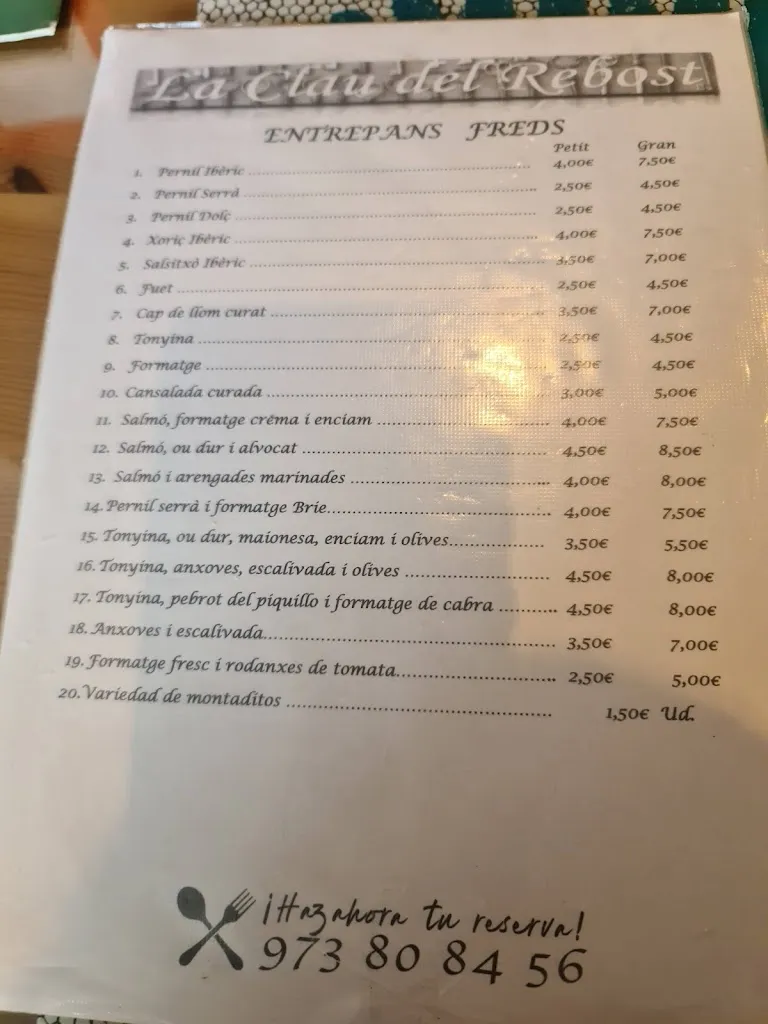 La Clau del Rebost
ENTREPANS FREDS
Petit Gran
1. Pernil Ibèric 4,00€ 7,50€
2. Pernil Serrà 2,50€ 4,50€
3. Pernil Dolç 2,50€ 4,50€
4. Xoriç Ibèric 4,00€ 7,50€
5. Salsitxó Ibèric 3,50€ 7,00€
6. Fuet 2,50€ 4,50€
7. Cap de llom curat 3,50€ 7,00€
8. Tonyina 2,50€ 4,50€
9. Formatge 2,50€ 4,50€
10. Cansalada curada 3,00€ 5,00€
11. Salmó, formatge crema i enciam 4,00€ 7,50€
12. Salmó, ou dur i alvocat 4,50€ 8,50€
13. Salmó i arengades marinades 4,00€ 8,00€
14. Pernil serrà i formatge Brie 4,00€ 7,50€
15. Tonyina, ou dur, maionesa, enciam i olives 3,50€ 5,50€
16. Tonyina, anxoves, escalivada i olives 4,50€ 8,00€
17. Tonyina, pebrot del piquillo i formatge de cabra 4,50€ 8,00€
18. Anxoves i escalivada 3,50€ 7,00€
19. Formatge fresc i rodanxes de tomata 2,50€ 5,00€
20. Variedad de montaditos 1,50€ Ud.
¡Haz ahora tu reserva!
973 80 84 56